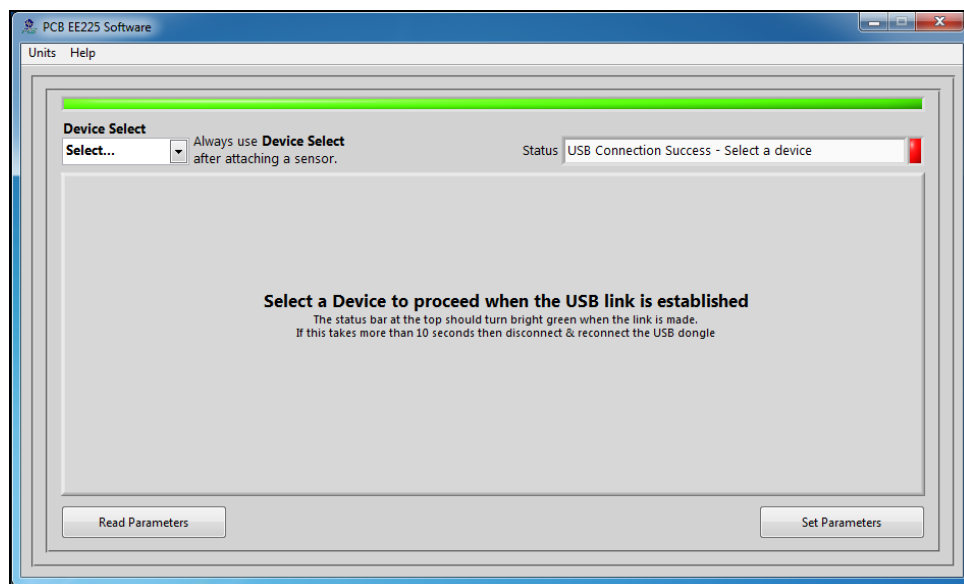 PCB EE225 Software
Units Help
Device Select
Select...
Always use Device Select
after attaching a sensor.
Status USB Connection Success - Select a device
Select a Device to proceed when the USB link is established
The status bar at the top should turn bright green when the link is made.
If this takes more than 10 seconds then disconnect & reconnect the USB dongle
Read Parameters
Set Parameters